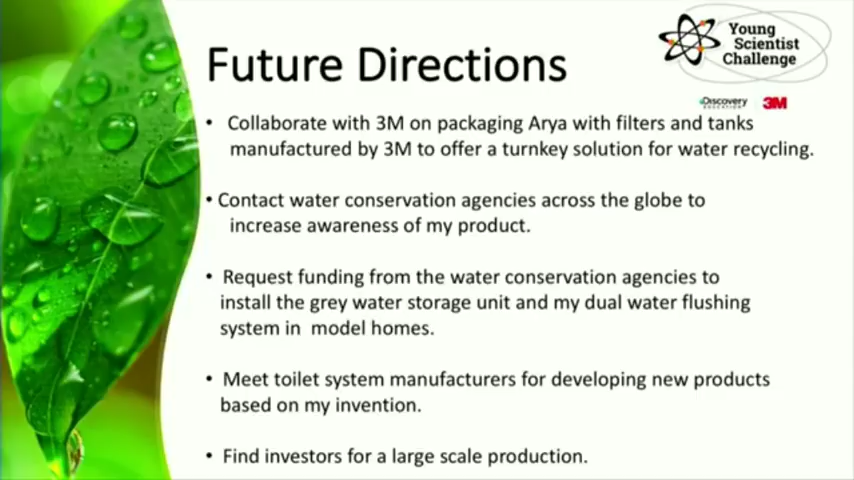 Future Directions
Young
Scientist
Challenge
Discovery
EDUCATION
3M
• Collaborate with 3M on packaging Arya with filters and tanks
manufactured by 3M to offer a turnkey solution for water recycling.
• Contact water conservation agencies across the globe to
increase awareness of my product.
• Request funding from the water conservation agencies to
install the grey water storage unit and my dual water flushing
system in model homes.
• Meet toilet system manufacturers for developing new products
based on my invention.
• Find investors for a large scale production.